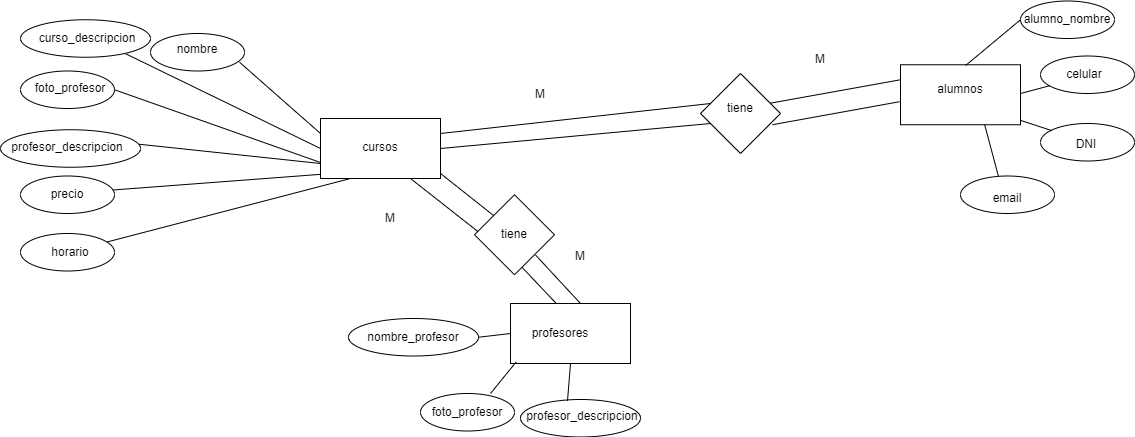 alumno_nombre
curso_descripcion
nombre
M
celular
foto_profesor
alumnos
M
tiene
profesor_descripcion
cursos
DNI
precio
email
M
tiene
horario
M
nombre_profesor
profesores
foto_profesor
profesor_descripcion